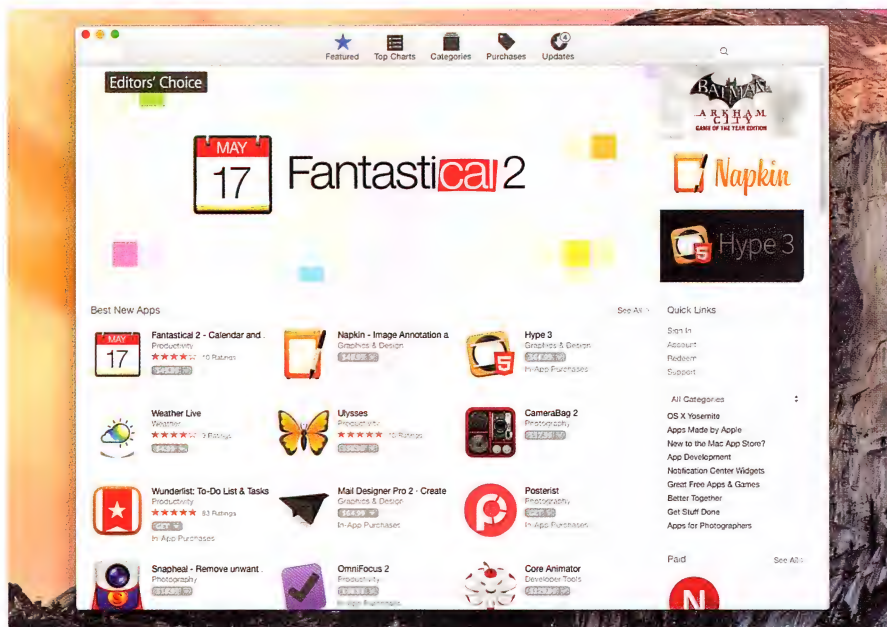 Featured
Top Charts
Categories
Purchases
Updates
4
Editors' Choice
MAY
17
Fantastical 2
BATMAN
ARKHAM
CITY
GAME OF THE YEAR EDITION
Napkin
5
Hype 3
Best New Apps
See All >
Quick Links
MAY
17
Fantastical 2 - Calendar and .
Productivity
10 Ratings
Napkin - Image Annotation a
Graphics & Design
5
Hype 3
Graphics & Design
In-App Purchases
Sign In
Account
Redeem
Support
Weather Live
Weather
9 Ratings
Ulysses
Productivity
CameraBag 2
Photography
All Categories
OS X Yosemite
Apps Made by Apple
New to the Mac App Store?
App Development
Notification Center Widgets
Great Free Apps & Games
Better Together
Get Stuff Done
Apps for Photographers
Wunderlist: To-Do List & Tasks
Productivity
83 Ratings
GET
In-App Purchases
Mail Designer Pro 2 - Create
Graphics & Design
In-App Purchases
Posterist
Photography
GET
Snapheal - Remove unwant .
Photography
S
OmniFocus 2
Productivity
In-App Purchases
Core Animator
Developer Tools
Paid
See All >
N